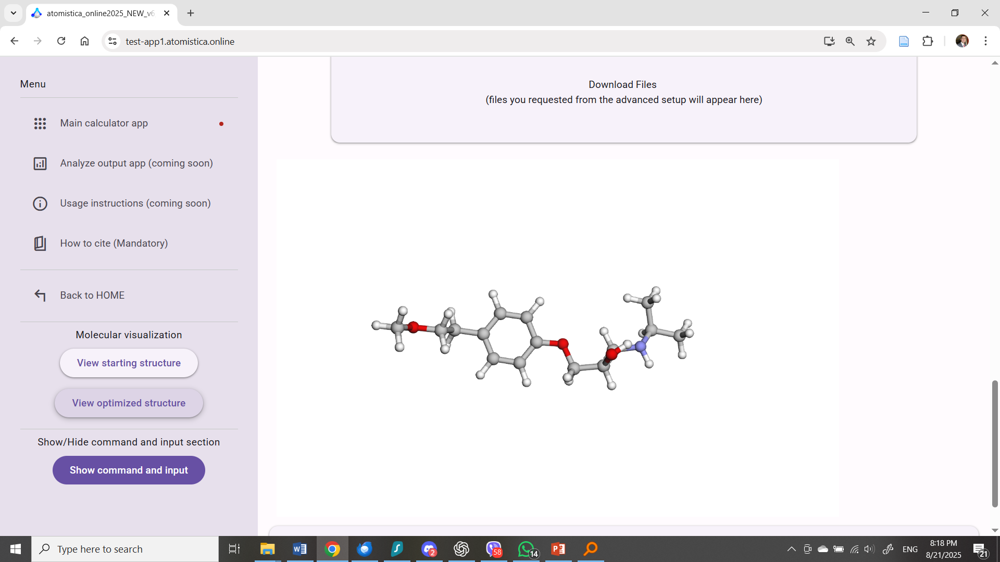 atomistica_online2025_NEW_v6
test-app1.atomistica.online
Menu
Main calculator app
Analyze output app (coming soon)
Usage instructions (coming soon)
How to cite (Mandatory)
Back to HOME
Molecular visualization
View starting structure
View optimized structure
Show/Hide command and input section
Show command and input
Download Files
(files you requested from the advanced setup will appear here)
Type here to search
2
58
14
ENG
8:18 PM
8/21/2025
21